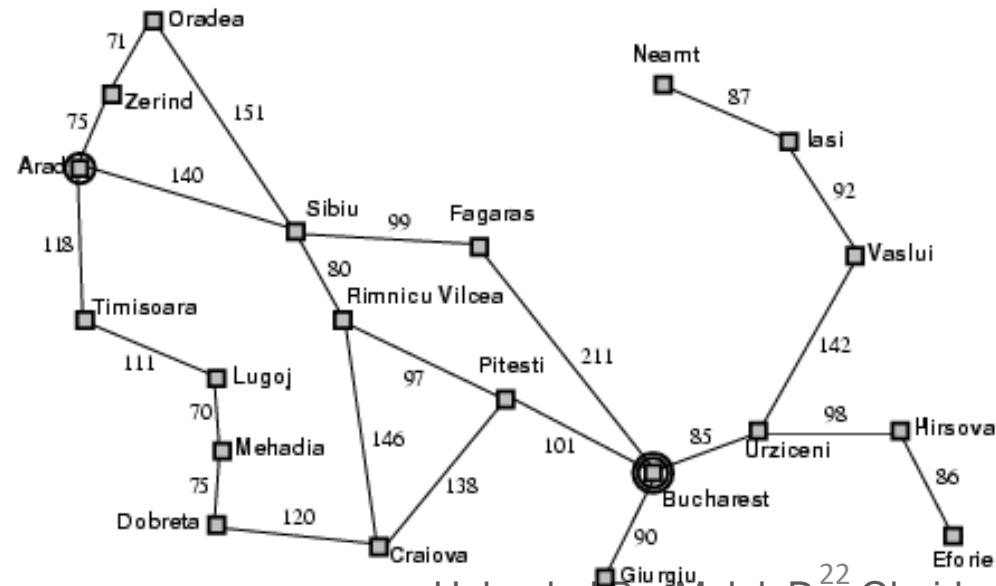 Oradea
71
Neamt
Zerind
87
75
151
Iasi
Arad
140
92
Sibiu
99
Fagaras
118
Vaslui
80
Timisoara
Rimnicu Vilcea
142
111
Lugoj
97
Pitesti
211
70
98
Hirsova
146
101
85
Urziceni
Mehadia
86
75
138
Bucharest
Dobreta
120
90
Craiova
Eforie
Giurgiu
22